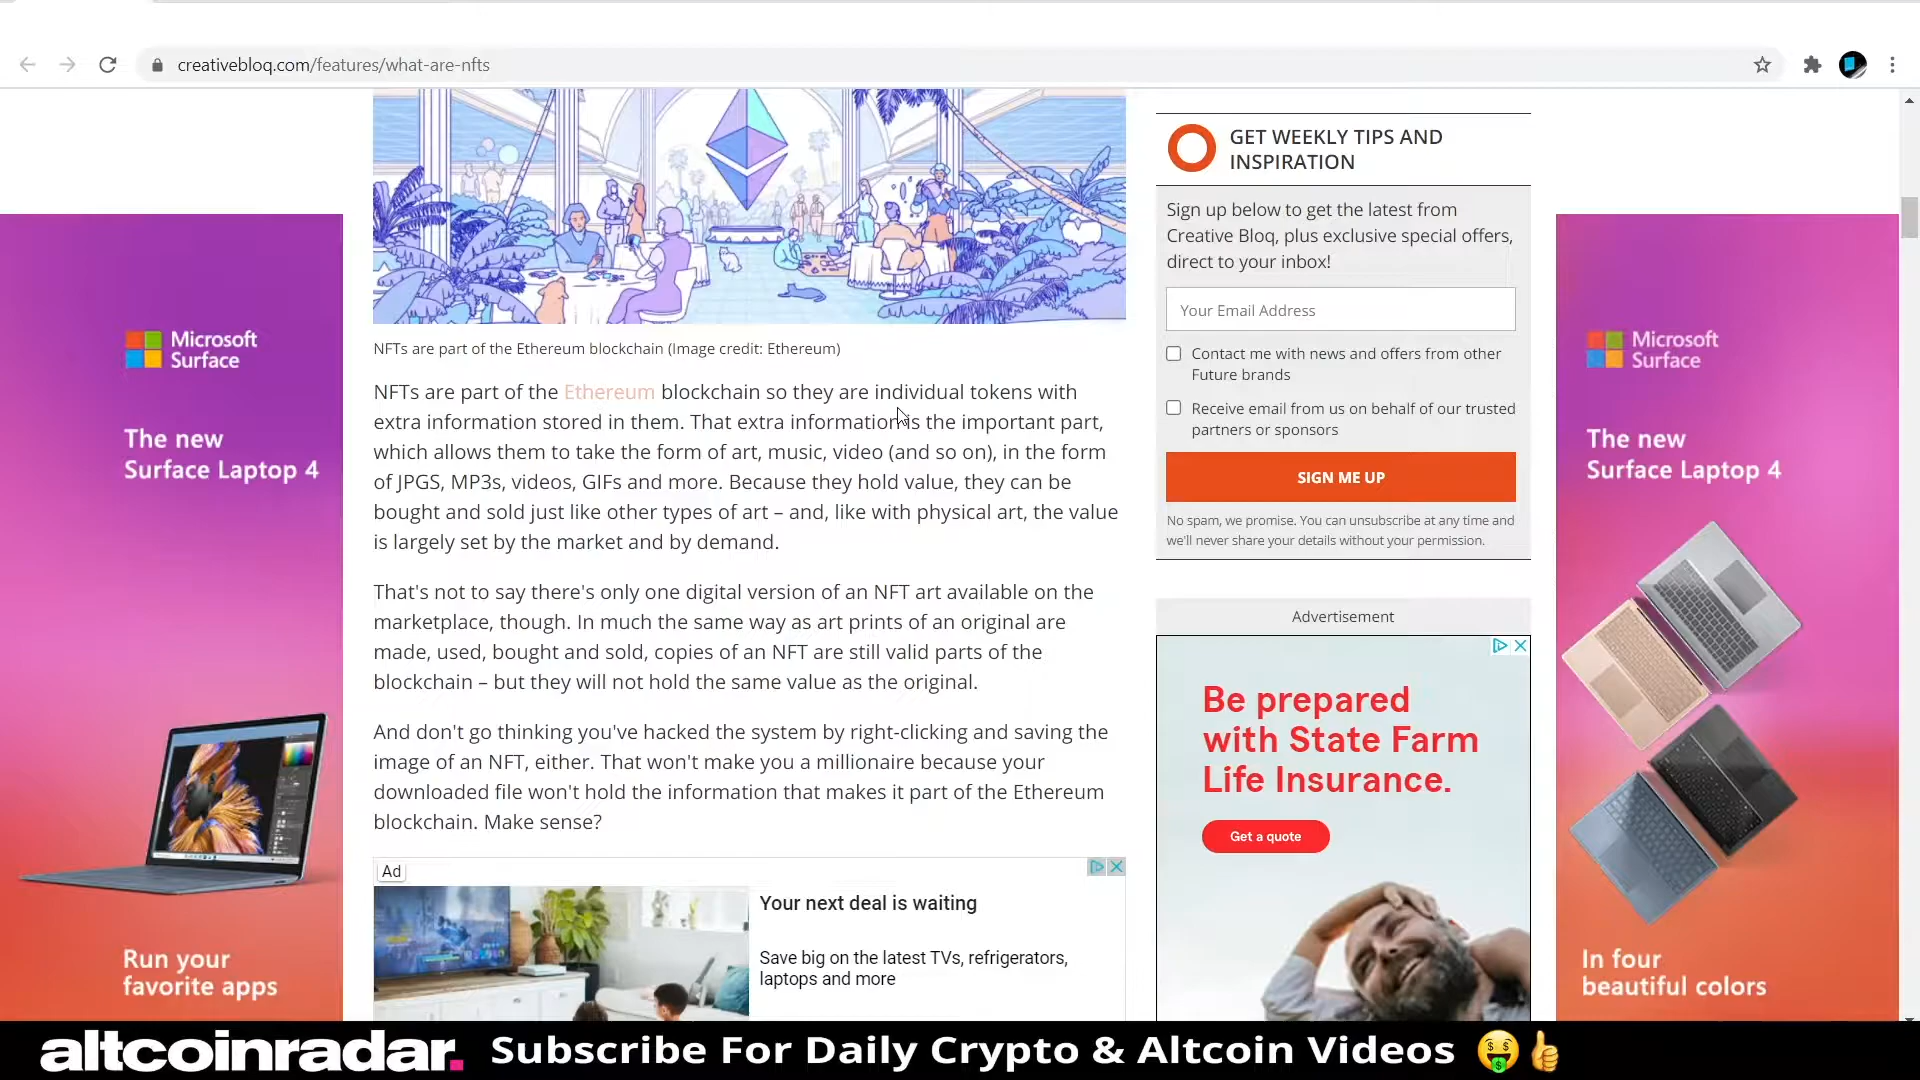 creativebloq.com/features/what-are-nfts
NFTs are part of the Ethereum blockchain (Image credit: Ethereum)
NFTs are part of the Ethereum blockchain so they are individual tokens with
extra information stored in them. That extra information is the important part,
which allows them to take the form of art, music, video (and so on), in the form
of JPGS, MP3s, videos, GIFs and more. Because they hold value, they can be
bought and sold just like other types of art – and, like with physical art, the value
is largely set by the market and by demand.
That's not to say there's only one digital version of an NFT art available on the
marketplace, though. In much the same way as art prints of an original are
made, used, bought and sold, copies of an NFT are still valid parts of the
blockchain – but they will not hold the same value as the original.
And don't go thinking you've hacked the system by right-clicking and saving the
image of an NFT, either. That won't make you a millionaire because your
downloaded file won't hold the information that makes it part of the Ethereum
blockchain. Make sense?
Ad
Your next deal is waiting
Save big on the latest TVs, refrigerators,
laptops and more
GET WEEKLY TIPS AND
INSPIRATION
Sign up below to get the latest from
Creative Bloq, plus exclusive special offers,
direct to your inbox!
Your Email Address
Contact me with news and offers from other
Future brands
Receive email from us on behalf of our trusted
partners or sponsors
SIGN ME UP
No spam, we promise. You can unsubscribe at any time and
we'll never share your details without your permission.
Advertisement
Be prepared
with State Farm
Life Insurance.
Get a quote
Microsoft
Surface
The new
Surface Laptop 4
Run your
favorite apps
Microsoft
Surface
The new
Surface Laptop 4
In four
beautiful colors
altcoinradar. Subscribe For Daily Crypto & Altcoin Videos 🤑👍